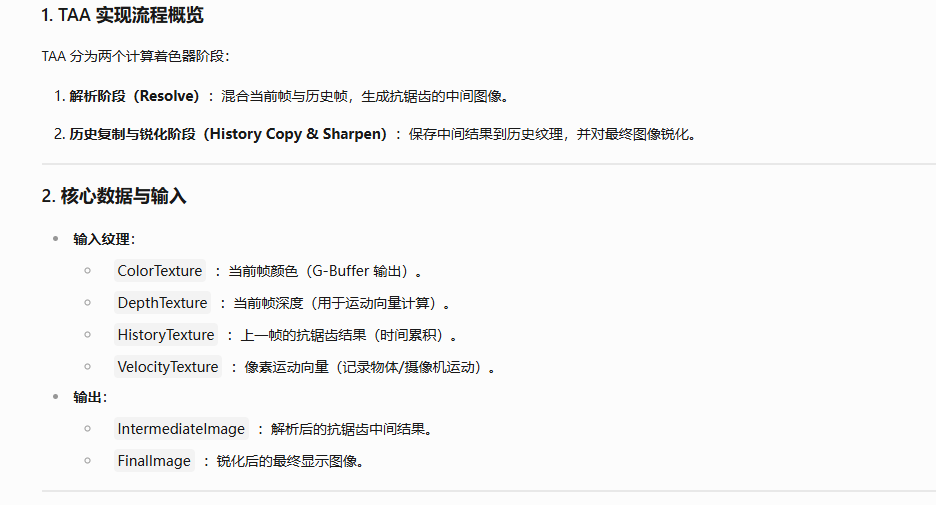 1. TAA 实现流程概览
TAA 分为两个计算着色器阶段：
1. 解析阶段（Resolve）：混合当前帧与历史帧，生成抗锯齿的中间图像。
2. 历史复制与锐化阶段（History Copy & Sharpen）：保存中间结果到历史纹理，并对最终图像锐化。
2. 核心数据与输入
输入纹理：
ColorTexture ：当前帧颜色（G-Buffer 输出）。
DepthTexture ：当前帧深度（用于运动向量计算）。
HistoryTexture ：上一帧的抗锯齿结果（时间累积）。
VelocityTexture ：像素运动向量（记录物体/摄像机运动）。
输出：
IntermediateImage ：解析后的抗锯齿中间结果。
FinalImage ：锐化后的最终显示图像。